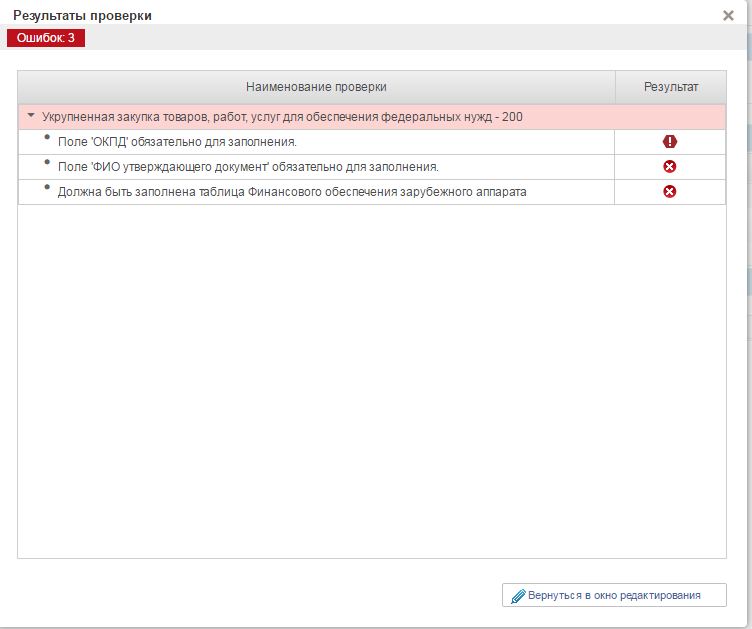 Результаты проверки
Ошибок: 3
Наименование проверки Результат
Укрупненная закупка товаров, работ, услуг для обеспечения федеральных нужд - 200
Поле 'ОКПД' обязательно для заполнения.
Поле 'ФИО утверждающего документ' обязательно для заполнения.
Должна быть заполнена таблица Финансового обеспечения зарубежного аппарата
Вернуться в окно редактирования